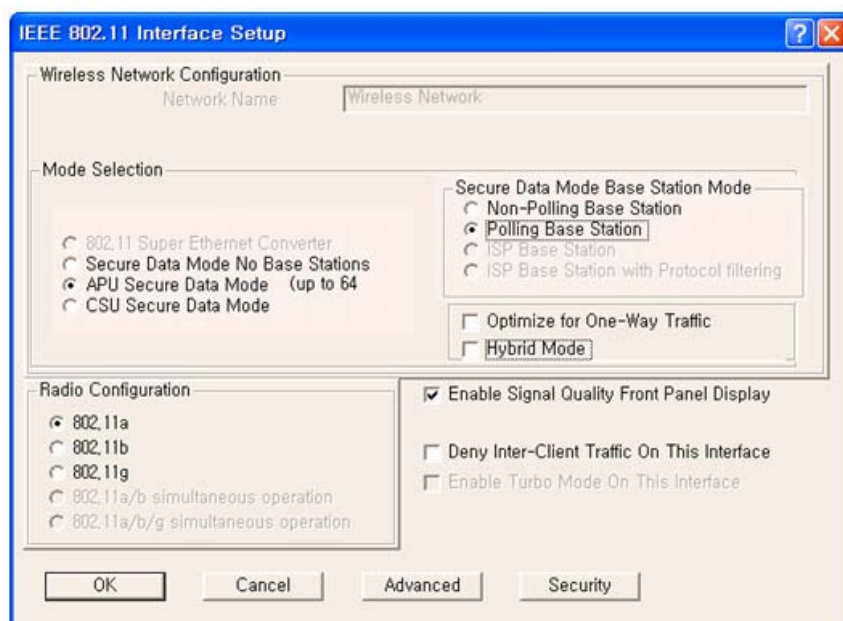 IEEE 802.11 Interface Setup
Wireless Network Configuration
Network Name
Wireless Network
Mode Selection
802.11 Super Ethernet Converter
Secure Data Mode No Base Stations
APU Secure Data Mode (up to 64
CSU Secure Data Mode
Secure Data Mode Base Station Mode
Non-Polling Base Station
Polling Base Station
ISP Base Station
ISP Base Station with Protocol filtering
Optimize for One-Way Traffic
Hybrid Mode
Radio Configuration
802.11a
802.11b
802.11g
802.11a/b simultaneous operation
802.11a/b/g simultaneous operation
Enable Signal Quality Front Panel Display
Deny Inter-Client Traffic On This Interface
Enable Turbo Mode On This Interface
OK Cancel Advanced Security